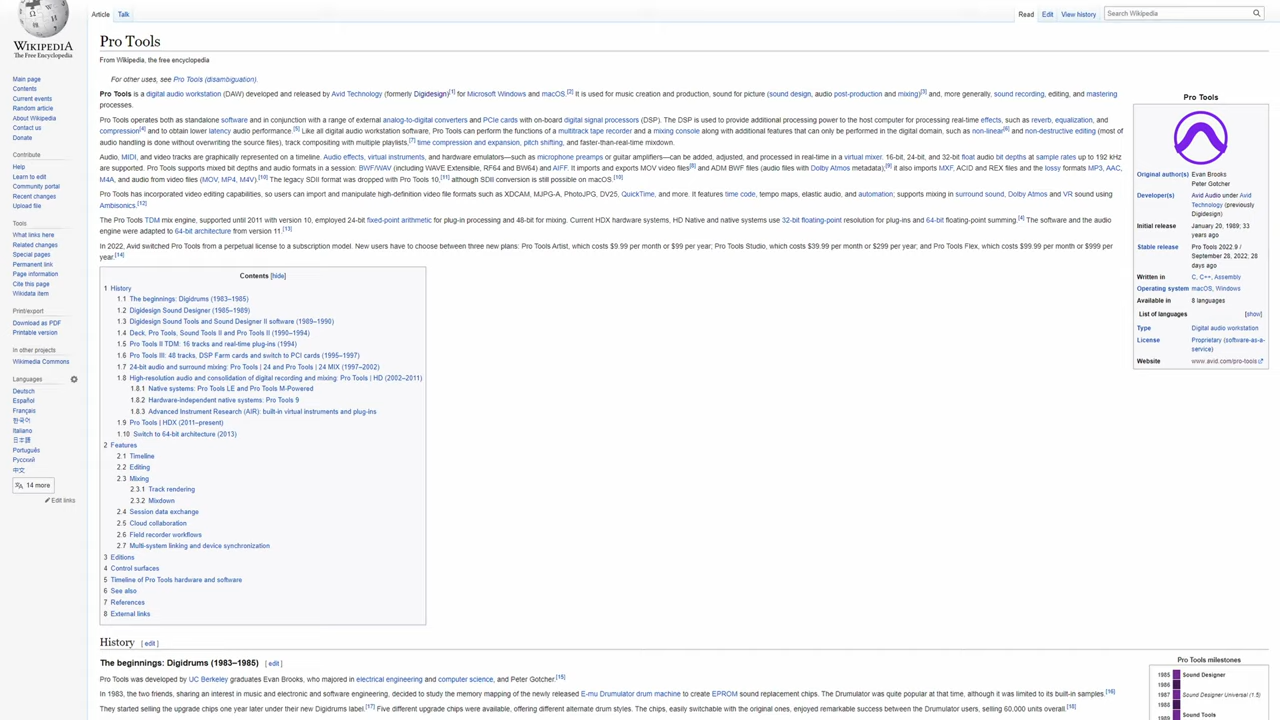 Article Talk
Read Edit View history Search Wikipedia
WIKIPEDIA
The Free Encyclopedia
Main page
Contents
Current events
Random article
About Wikipedia
Contact us
Donate
Contribute
Help
Learn to edit
Community portal
Recent changes
Upload file
Tools
What links here
Related changes
Special pages
Permanent link
Page information
Cite this page
Wikidata item
Print/export
Download as PDF
Printable version
In other projects
Wikimedia Commons
Languages
Deutsch
Español
Français
한국어
Italiano
日本語
Português
Русский
中文
14 more
Edit links
Pro Tools
From Wikipedia, the free encyclopedia
For other uses, see Pro Tools (disambiguation).
Pro Tools is a digital audio workstation (DAW) developed and released by Avid Technology (formerly Digidesign)[1] for Microsoft Windows and macOS.[2] It is used for music creation and production, sound for picture (sound design, audio post-production and mixing)[3] and, more generally, sound recording, editing, and mastering
processes.
Pro Tools operates both as standalone software and in conjunction with a range of external analog-to-digital converters and PCIe cards with on-board digital signal processors (DSP). The DSP is used to provide additional processing power to the host computer for processing real-time effects, such as reverb, equalization, and
compression[4] and to obtain lower latency audio performance.[5] Like all digital audio workstation software, Pro Tools can perform the functions of a multitrack tape recorder and a mixing console along with additional features that can only be performed in the digital domain, such as non-linear[6] and non-destructive editing (most of
audio handling is done without overwriting the source files), track compositing with multiple playlists,[7] time compression and expansion, pitch shifting, and faster-than-real-time mixdown.
Audio, MIDI, and video tracks are graphically represented on a timeline. Audio effects, virtual instruments, and hardware emulators—such as microphone preamps or guitar amplifiers—can be added, adjusted, and processed in real-time in a virtual mixer. 16-bit, 24-bit, and 32-bit float audio bit depths at sample rates up to 192 kHz
are supported. Pro Tools supports mixed bit depths and audio formats in a session: BWF/WAV (including WAVE Extensible, RF64 and BW64) and AIFF. It imports and exports MOV video files[8] and ADM BWF files (audio files with Dolby Atmos metadata);[9] it also imports MXF, ACID and REX files and the lossy formats MP3, AAC,
M4A, and audio from video files (MOV, MP4, M4V).[10] The legacy SDII format was dropped with Pro Tools 10,[11] although SDII conversion is still possible on macOS.[10]
Pro Tools has incorporated video editing capabilities, so users can import and manipulate high-definition video file formats such as XDCAM, MJPG-A, PhotoJPG, DV25, QuickTime, and more. It features time code, tempo maps, elastic audio, and automation; supports mixing in surround sound, Dolby Atmos and VR sound using
Ambisonics.[12]
The Pro Tools TDM mix engine, supported until 2011 with version 10, employed 24-bit fixed-point arithmetic for plug-in processing and 48-bit for mixing. Current HDX hardware systems, HD Native and native systems use 32-bit floating-point resolution for plug-ins and 64-bit floating-point summing.[4] The software and the audio
engine were adapted to 64-bit architecture from version 11.[13]
In 2022, Avid switched Pro Tools from a perpetual license to a subscription model. New users have to choose between three new plans: Pro Tools Artist, which costs $9.99 per month or $99 per year; Pro Tools Studio, which costs $39.99 per month or $299 per year; and Pro Tools Flex, which costs $99.99 per month or $999 per
year.[14]
Contents [hide]
1 History
1.1 The beginnings: Digidrums (1983–1985)
1.2 Digidesign Sound Designer (1985–1989)
1.3 Digidesign Sound Tools and Sound Designer II software (1989–1990)
1.4 Deck, Pro Tools, Sound Tools II and Pro Tools II (1990–1994)
1.5 Pro Tools II TDM: 16 tracks and real-time plug-ins (1994)
1.6 Pro Tools III: 48 tracks, DSP Farm cards and switch to PCI cards (1995–1997)
1.7 24-bit audio and surround mixing: Pro Tools | 24 and Pro Tools | 24 MIX (1997–2002)
1.8 High-resolution audio and consolidation of digital recording and mixing: Pro Tools | HD (2002–2011)
1.8.1 Native systems: Pro Tools LE and Pro Tools M-Powered
1.8.2 Hardware-independent native systems: Pro Tools 9
1.8.3 Advanced Instrument Research (AIR): built-in virtual instruments and plug-ins
1.9 Pro Tools | HDX (2011–present)
1.10 Switch to 64-bit architecture (2013)
2 Features
2.1 Timeline
2.2 Editing
2.3 Mixing
2.3.1 Track rendering
2.3.2 Mixdown
2.4 Session data exchange
2.5 Cloud collaboration
2.6 Field recorder workflows
2.7 Multi-system linking and device synchronization
3 Editions
4 Control surfaces
5 Timeline of Pro Tools hardware and software
6 See also
7 References
8 External links
Pro Tools
Original author(s) Evan Brooks
Peter Gotcher
Developer(s) Avid Audio under Avid
Technology (previously
Digidesign)
Initial release January 20, 1989; 33
years ago
Stable release Pro Tools 2022.9 /
September 28, 2022; 28
days ago
Written in C, C++, Assembly
Operating system macOS, Windows
Available in 8 languages
List of languages [show]
Type Digital audio workstation
License Proprietary (software-as-a-
service)
Website www.avid.com/pro-tools
History [ edit ]
The beginnings: Digidrums (1983–1985) [ edit ]
Pro Tools was developed by UC Berkeley graduates Evan Brooks, who majored in electrical engineering and computer science, and Peter Gotcher.[15]
In 1983, the two friends, sharing an interest in music and electronic and software engineering, decided to study the memory mapping of the newly released E-mu Drumulator drum machine to create EPROM sound replacement chips. The Drumulator was quite popular at that time, although it was limited to its built-in samples.[16]
They started selling the upgrade chips one year later under their new Digidrums label.[17] Five different upgrade chips were available, offering different alternate drum styles. The chips, easily switchable with the original ones, enjoyed remarkable success between the Drumulator users, selling 60,000 units overall.[18]
Pro Tools milestones
1985 Sound Designer
1986
1987 Sound Designer Universal (1.5)
1988
1989 Sound Tools